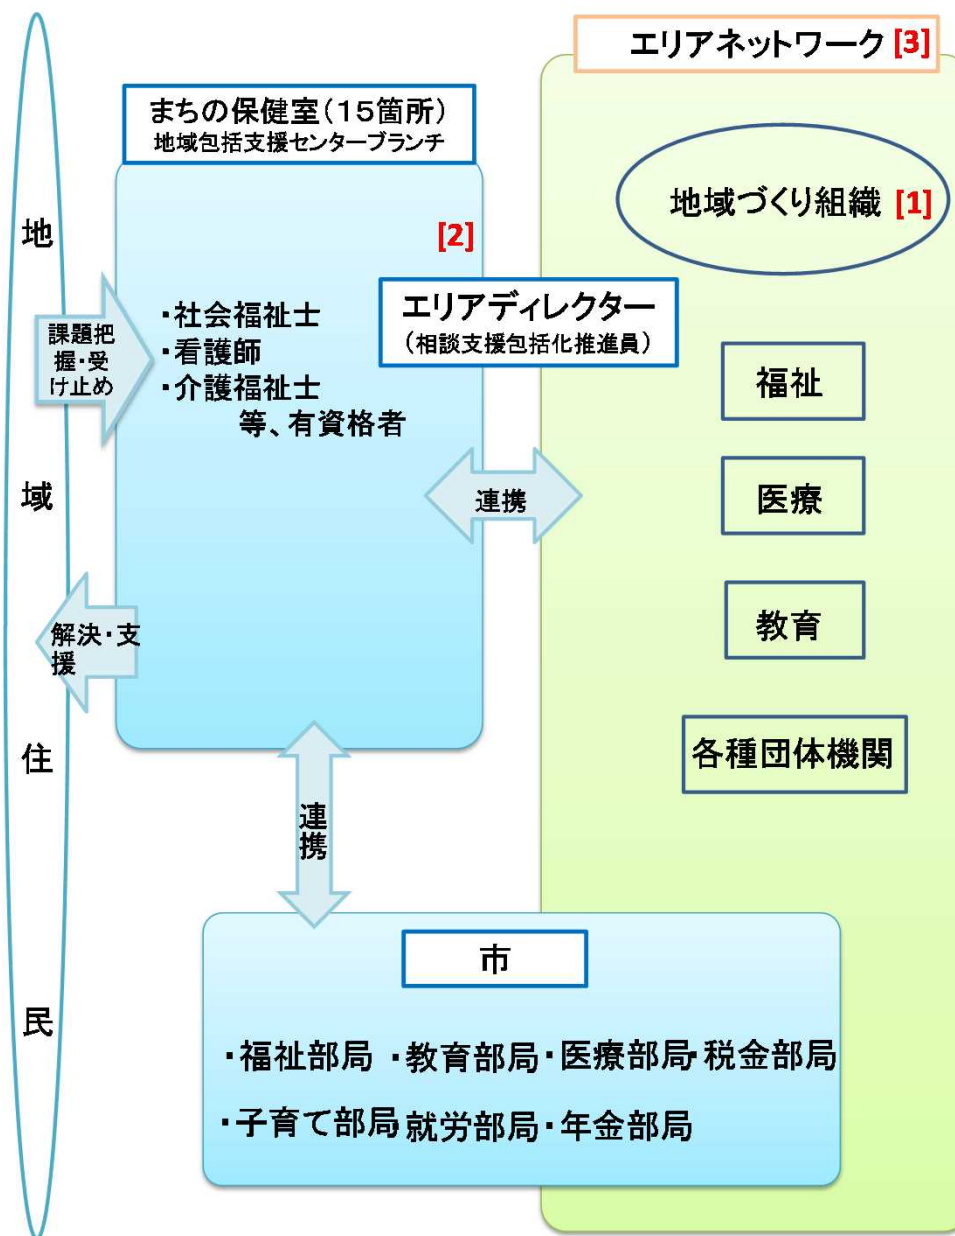 エリアネットワーク [3]
まちの保健室(15箇所)
地域包括支援センターブランチ
地域づくり組織 [1]
地域住民
[2]
エリアディレクター
(相談支援包括化推進員)
・社会福祉士
・看護師
・介護福祉士
等、有資格者
課題把
握・受
け止め
福祉
医療
連携
教育
解決・支
援
各種団体機関
連携
市
・福祉部局 ・教育部局・医療部局・税金部局
・子育て部局・就労部局・年金部局